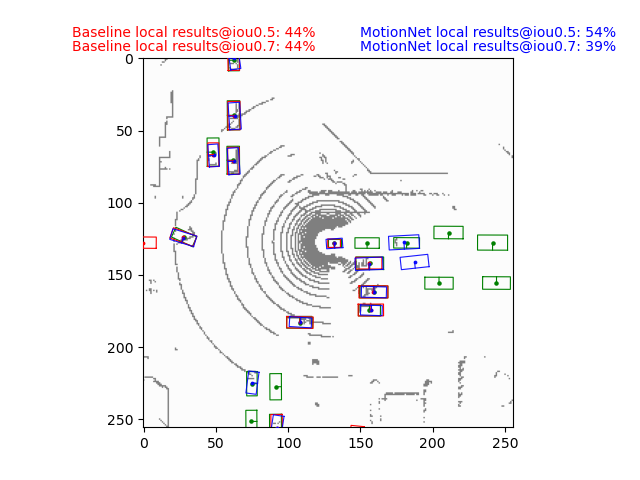 Baseline local results@iou0.5: 44% MotionNet local results@iou0.5: 54%
Baseline local results@iou0.7: 44% MotionNet local results@iou0.7: 39%
0
50
100
150
200
250
0 50 100 150 200 250